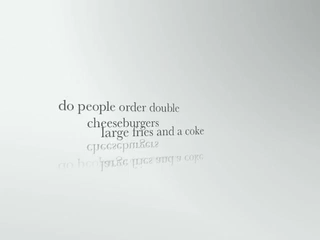 do people order double
cheeseburgers
large fries and a coke